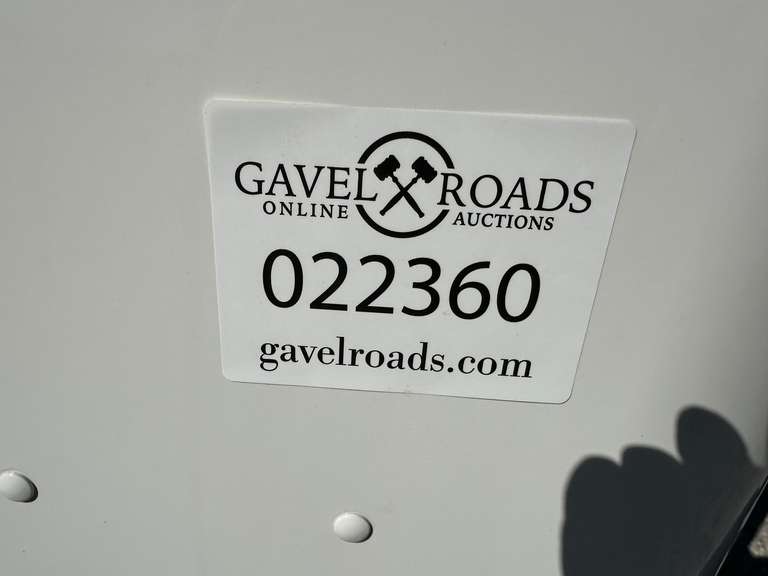 GAVEL ROADS
ONLINE AUCTIONS
022360
gavelroads.com